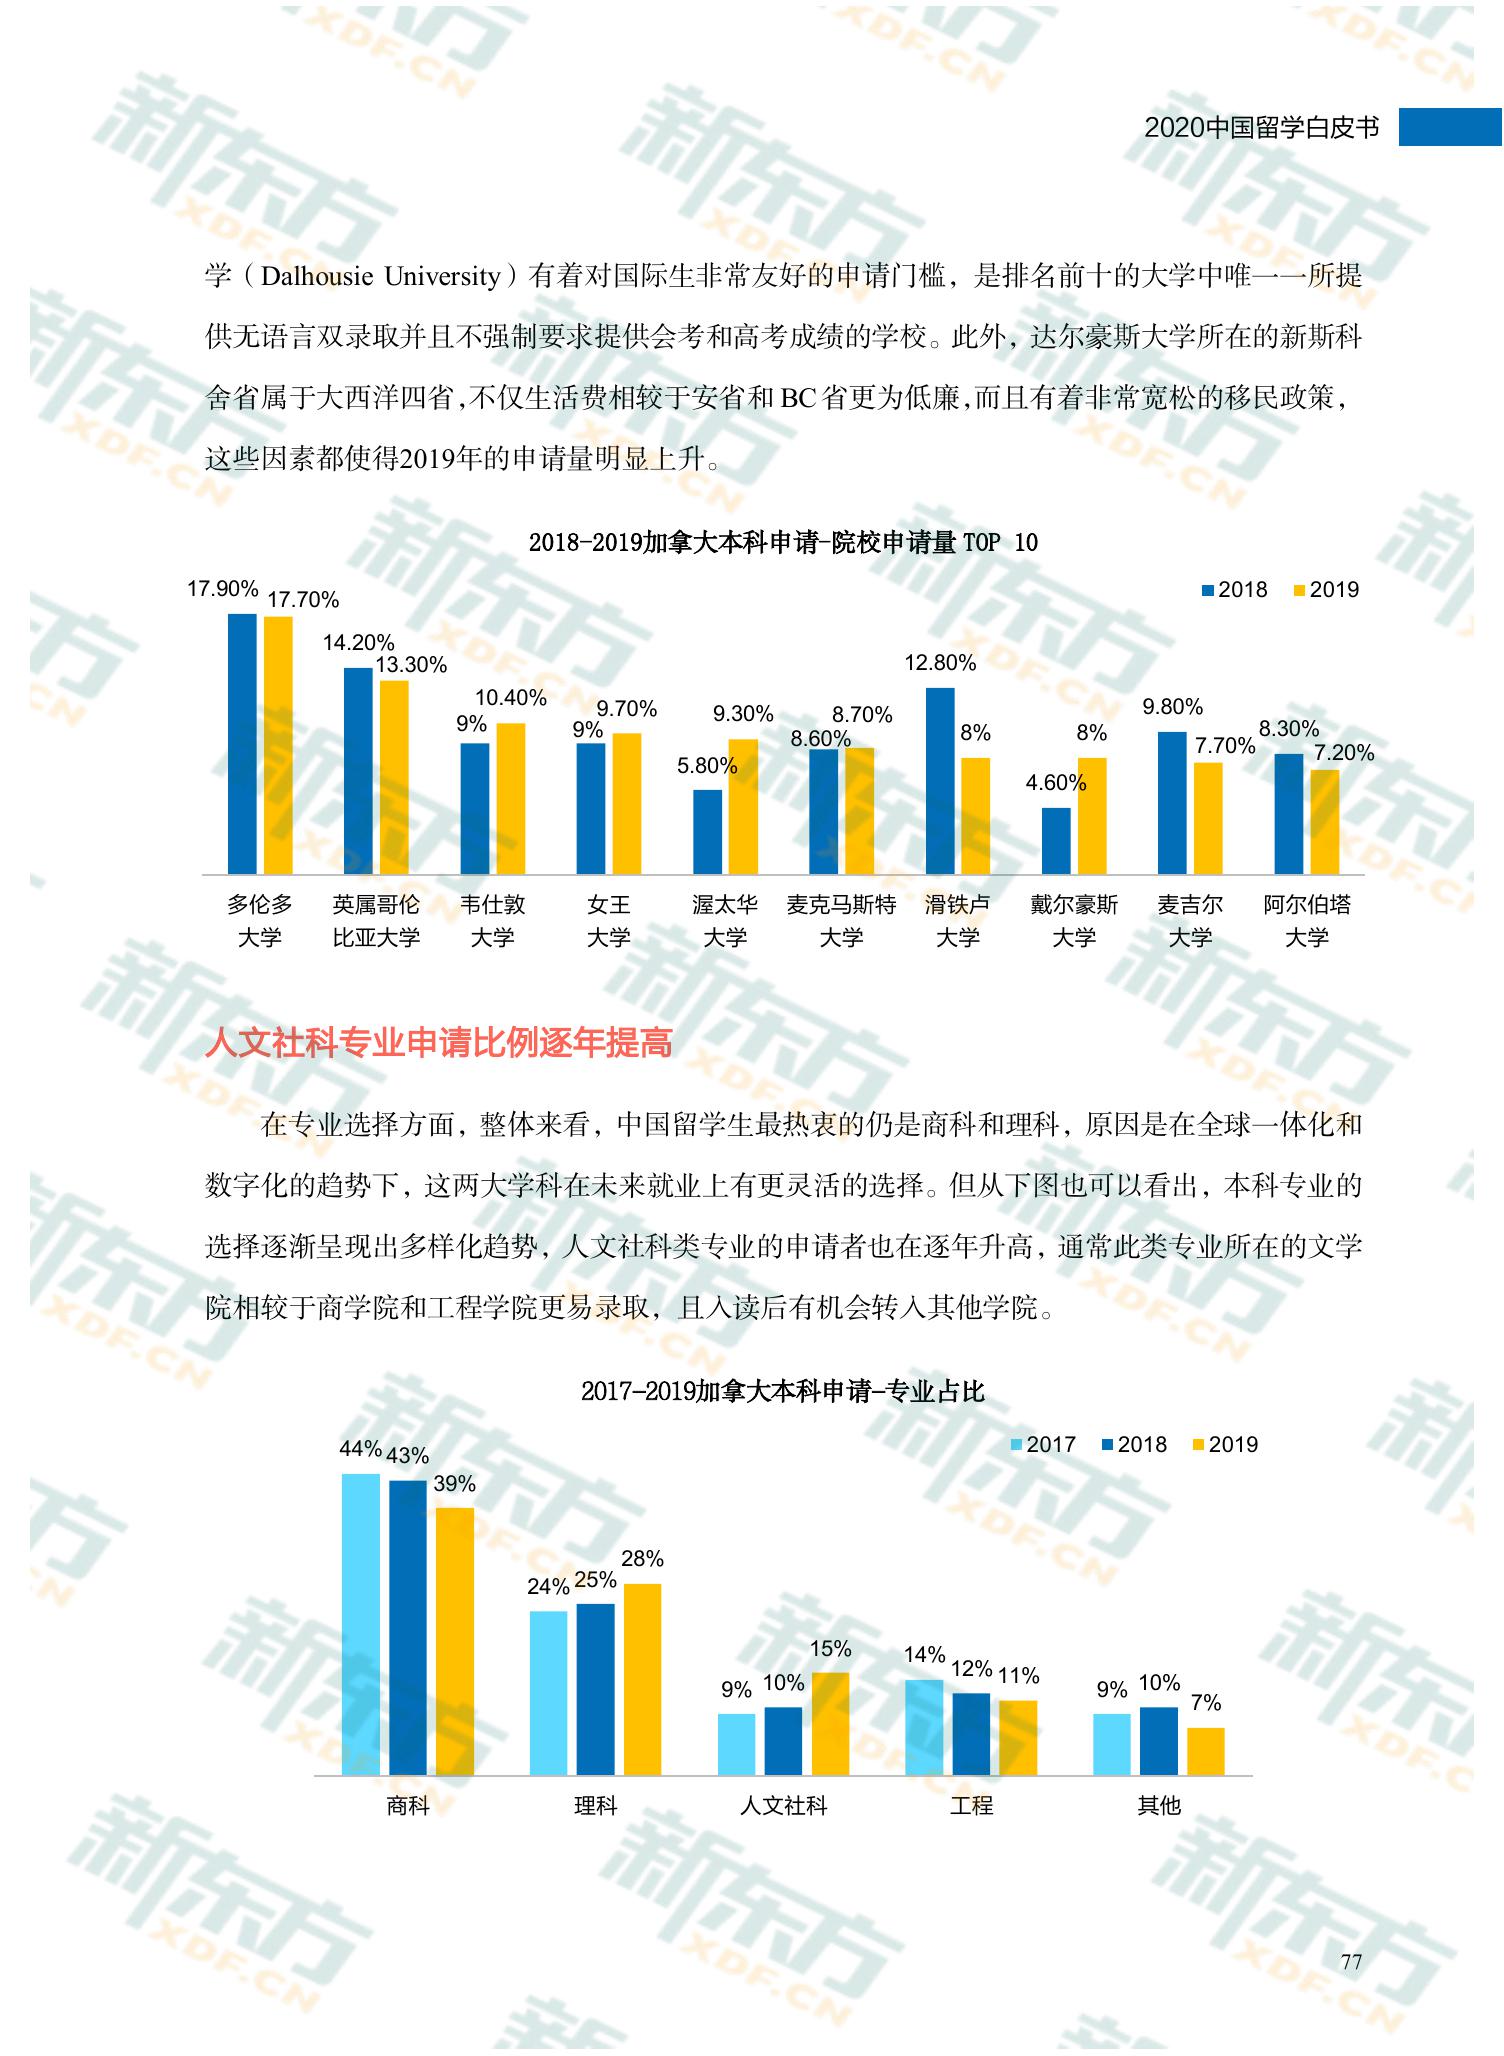 2020中国留学白皮书
学（Dalhousie University）有着对国际生非常友好的申请门槛，是排名前十的大学中唯一一所提
供无语言双录取并且不强制要求提供会考和高考成绩的学校。此外，达尔豪斯大学所在的新斯科
舍省属于大西洋四省，不仅生活费相较于安省和 BC 省更为低廉，而且有着非常宽松的移民政策，
这些因素都使得2019年的申请量明显上升。
2018-2019加拿大本科申请-院校申请量 TOP 10
2018 2019
17.90% 17.70%
14.20% 13.30%
9% 10.40%
9% 9.70%
5.80% 9.30%
8.60% 8.70%
12.80% 8%
4.60% 8%
9.80% 7.70%
8.30% 7.20%
多伦多 英属哥伦 韦仕敦 女王 渥太华 麦克马斯特 滑铁卢 戴尔豪斯 麦吉尔 阿尔伯塔
大学 比亚大学 大学 大学 大学 大学 大学 大学 大学 大学
人文社科专业申请比例逐年提高
在专业选择方面，整体来看，中国留学生最热衷的仍是商科和理科，原因是在全球一体化和
数字化的趋势下，这两大学科在未来就业上有更灵活的选择。但从下图也可以看出，本科专业的
选择逐渐呈现出多样化趋势，人文社科类专业的申请者也在逐年升高，通常此类专业所在的文学
院相较于商学院和工程学院更易录取，且入读后有机会转入其他学院。
2017—2019加拿大本科申请—专业占比
2017 2018 2019
44% 43% 39%
24% 25% 28%
9% 10% 15%
14% 12% 11%
9% 10% 7%
商科 理科 人文社科 工程 其他
77
新东方
XDF.CN